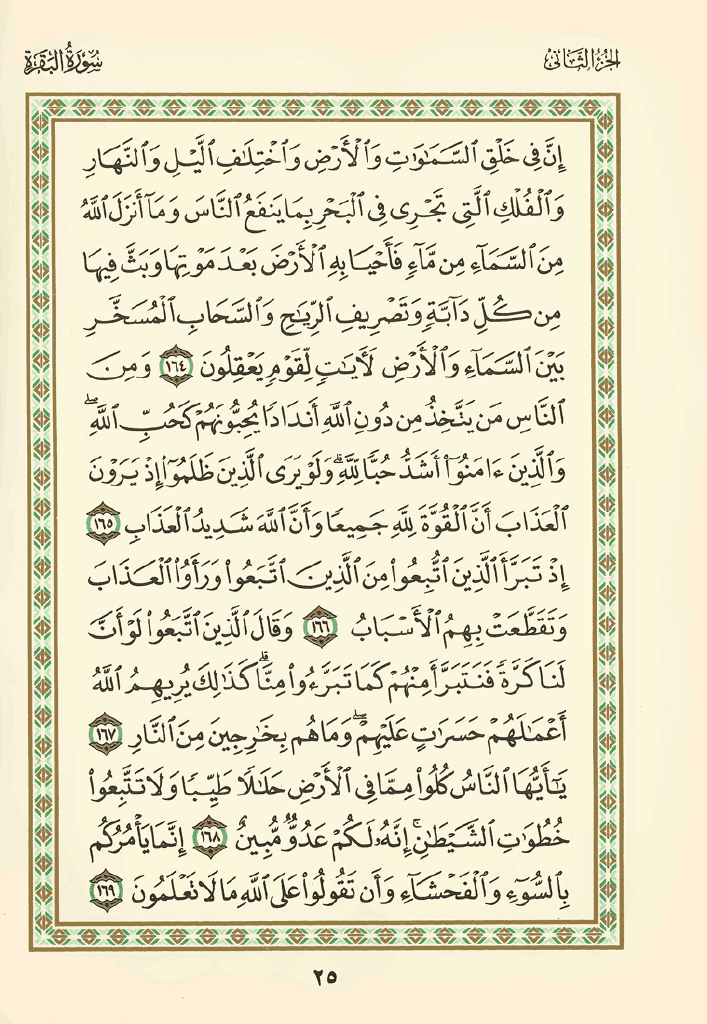 الجزء الثاني
سورة البقرة
إِنَّ فِى خَلْقِ ٱلسَّمَـٰوَٰتِ وَٱلْأَرْضِ وَٱخْتِلَـٰفِ ٱلَّيْلِ وَٱلنَّهَارِ
وَٱلْفُلْكِ ٱلَّتِى تَجْرِى فِى ٱلْبَحْرِ بِمَا يَنفَعُ ٱلنَّاسَ وَمَآ أَنزَلَ ٱللَّهُ
مِنَ ٱلسَّمَآءِ مِن مَّآءٍ فَأَحْيَا بِهِ ٱلْأَرْضَ بَعْدَ مَوْتِهَا وَبَثَّ فِيهَا
مِن كُلِّ دَآبَّةٍ وَتَصْرِيفِ ٱلرِّيَـٰحِ وَٱلسَّحَابِ ٱلْمُسَخَّرِ
بَيْنَ ٱلسَّمَآءِ وَٱلْأَرْضِ لَـَٔايَـٰتٍ لِّقَوْمٍ يَعْقِلُونَ ١٦٤ وَمِنَ
ٱلنَّاسِ مَن يَتَّخِذُ مِن دُونِ ٱللَّهِ أَندَادًا يُحِبُّونَهُمْ كَحُبِّ ٱللَّهِ ۖ
وَٱلَّذِينَ ءَامَنُوٓا۟ أَشَدُّ حُبًّا لِّلَّهِ ۗ وَلَوْ يَرَى ٱلَّذِينَ ظَلَمُوٓا۟ إِذْ يَرَوْنَ
ٱلْعَذَابَ أَنَّ ٱلْقُوَّةَ لِلَّهِ جَمِيعًا وَأَنَّ ٱللَّهَ شَدِيدُ ٱلْعَذَابِ ١٦٥
إِذْ تَبَرَّأَ ٱلَّذِينَ ٱتُّبِعُوا۟ مِنَ ٱلَّذِينَ ٱتَّبَعُوا۟ وَرَأَوُا۟ ٱلْعَذَابَ
وَتَقَطَّعَتْ بِهِمُ ٱلْأَسْبَابُ ١٦٦ وَقَالَ ٱلَّذِينَ ٱتَّبَعُوا۟ لَوْ أَنَّ
لَنَا كَرَّةً فَنَتَبَرَّأَ مِنْهُمْ كَمَا تَبَرَّءُوا۟ مِنَّا ۗ كَذَٰلِكَ يُرِيهِمُ ٱللَّهُ
أَعْمَـٰلَهُمْ حَسَرَٰتٍ عَلَيْهِمْ ۖ وَمَا هُم بِخَـٰرِجِينَ مِنَ ٱلنَّارِ ١٦٧
يَـٰٓأَيُّهَا ٱلنَّاسُ كُلُوا۟ مِمَّا فِى ٱلْأَرْضِ حَلَـٰلًا طَيِّبًا وَلَا تَتَّبِعُوا۟
خُطُوَٰتِ ٱلشَّيْطَـٰنِ ۚ إِنَّهُۥ لَكُمْ عَدُوٌّ مُّبِينٌ ١٦٨ إِنَّمَا يَأْمُرُكُم
بِٱلسُّوٓءِ وَٱلْفَحْشَآءِ وَأَن تَقُولُوا۟ عَلَى ٱللَّهِ مَا لَا تَعْلَمُونَ ١٦٩
٢٥